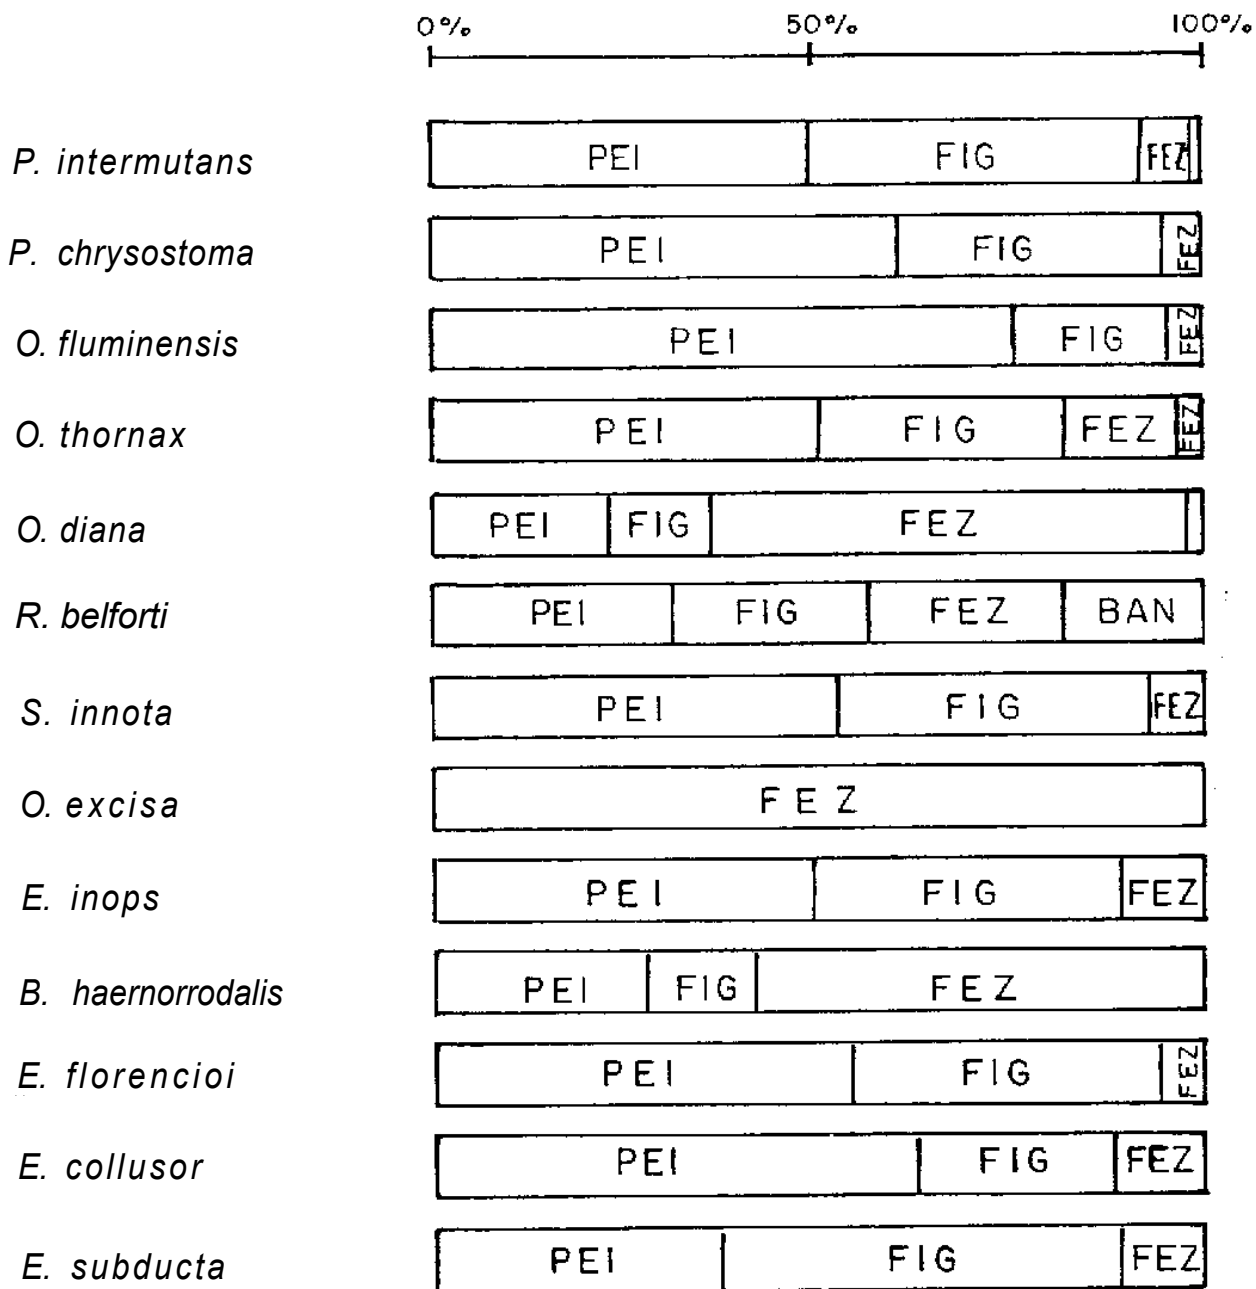 0% 50% 100%
P. intermutans PEI FIG FEZ
P. chrysostoma PEI FIG FEZ
O. fluminensis PEI FIG FEZ
O. thornax PEI FIG FEZ FEZ
O. diana PEI FIG FEZ
R. belforti PEI FIG FEZ BAN
S. innota PEI FIG FEZ
O. excisa FEZ
E. inops PEI FIG FEZ
B. haernorrodalis PEI FIG FEZ
E. florencioi PEI FIG FEZ
E. collusor PEI FIG FEZ
E. subducta PEI FIG FEZ